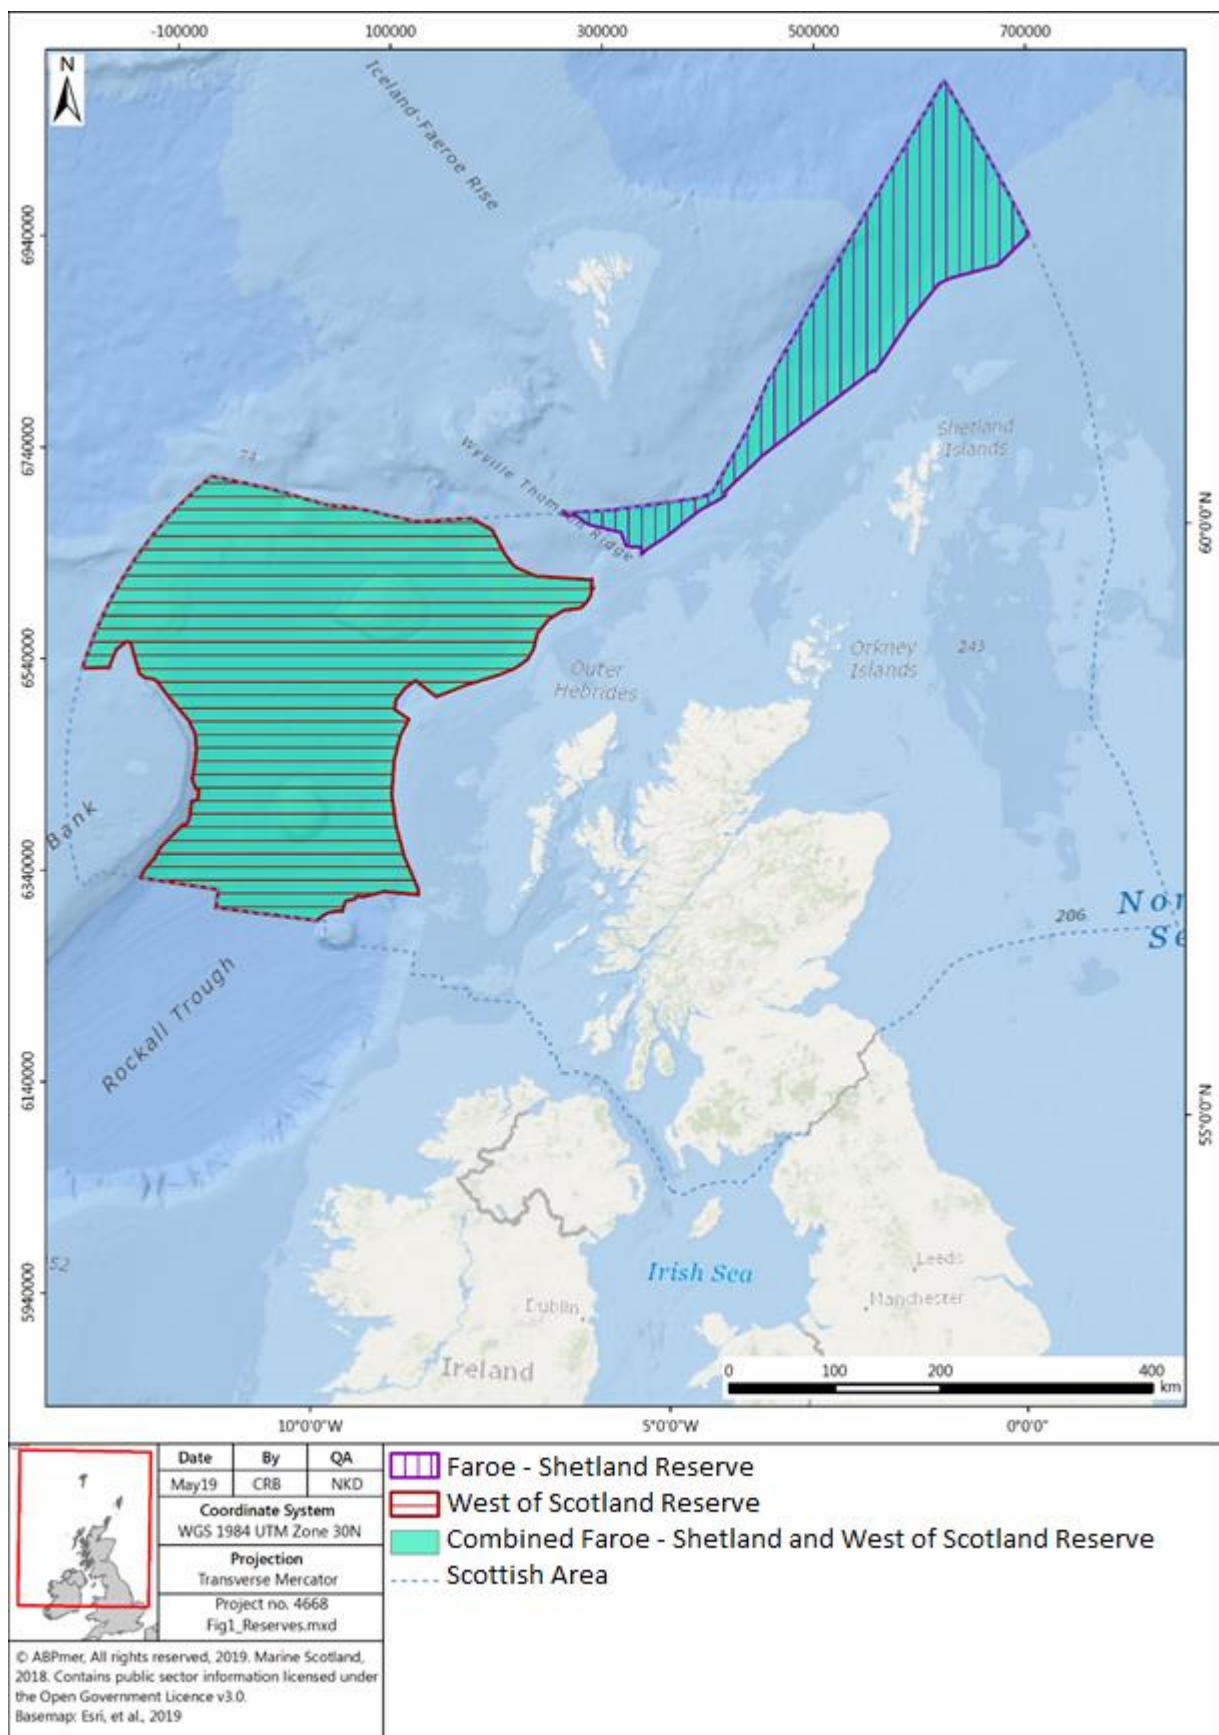 -100000 100000 300000 500000 700000
N
Iceland-Faeroe Rise
6940000
Shetland
Islands
6740000
74
Wyville Thomson Ridge
60°0'0"N
6540000
Outer
Hebrides
Orkney
Islands
243
Bank
6340000
206
Nor
Se
Rockall Trough
6140000
55°0'0"N
52
5940000
Irish Sea
Leeds
Manchester
Dublin
Ireland
0 100 200 400
km
10°0'0"W 5°0'0"W 0°0'0"
Date By QA
May19 CRB NKD
Coordinate System
WGS 1984 UTM Zone 30N
Projection
Transverse Mercator
Project no. 4668
Fig1_Reserves.mxd
© ABPmer, All rights reserved, 2019. Marine Scotland,
2018. Contains public sector information licensed under
the Open Government Licence v3.0.
Basemap: Esri, et al., 2019
Faroe - Shetland Reserve
West of Scotland Reserve
Combined Faroe - Shetland and West of Scotland Reserve
Scottish Area